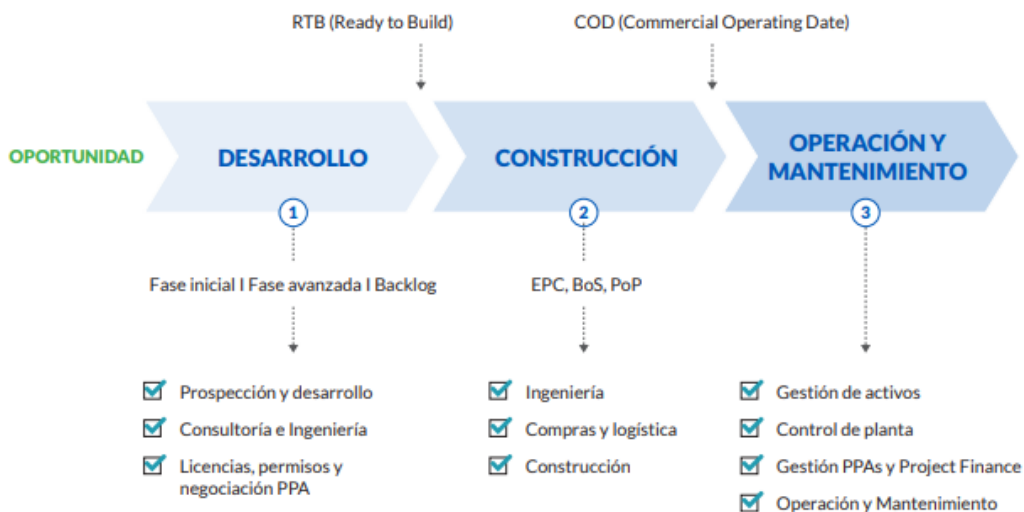 RTB (Ready to Build)
COD (Commercial Operating Date)
OPORTUNIDAD
DESARROLLO
CONSTRUCCIÓN
OPERACIÓN Y
MANTENIMIENTO
1
2
3
Fase inicial I Fase avanzada I Backlog
EPC, BoS, PoP
Prospección y desarrollo
Consultoría e Ingeniería
Licencias, permisos y
negociación PPA
Ingeniería
Compras y logística
Construcción
Gestión de activos
Control de planta
Gestión PPAs y Project Finance
Operación y Mantenimiento